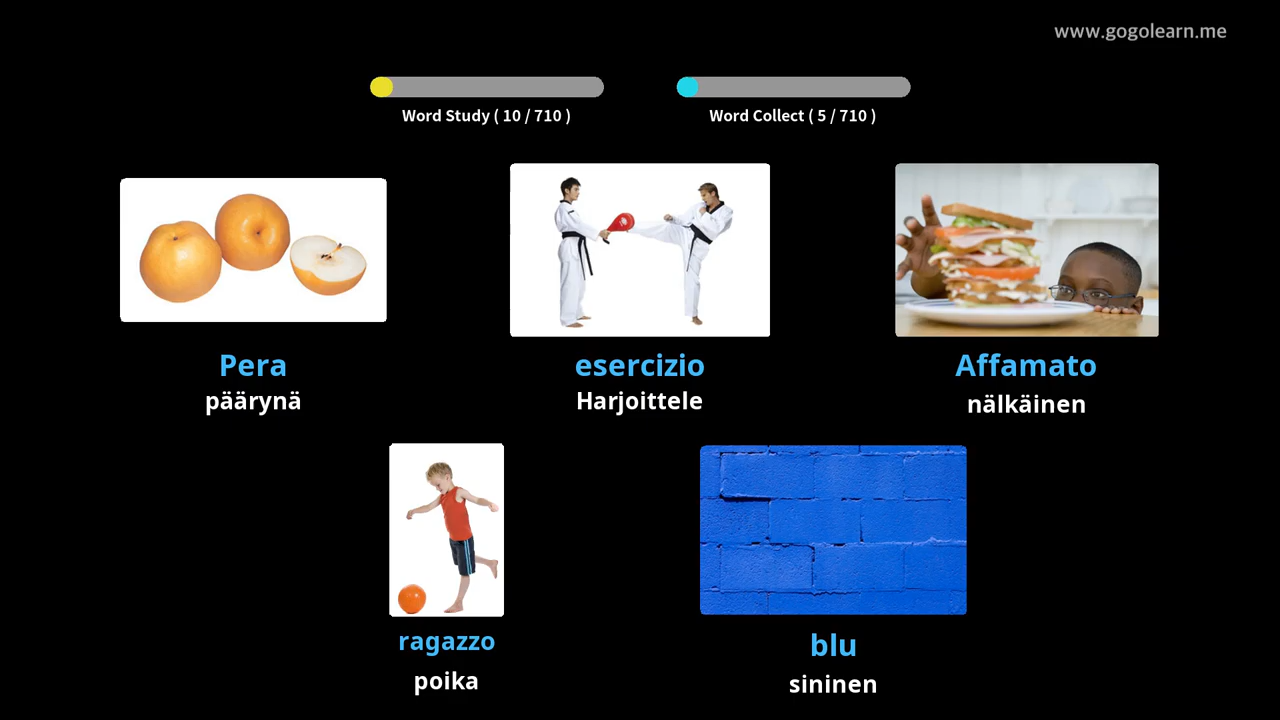 www.gogolearn.me
Word Study ( 10 / 710 )
Word Collect ( 5 / 710 )
Pera
päärynä
esercizio
Harjoittele
Affamato
nälkäinen
ragazzo
poika
blu
sininen